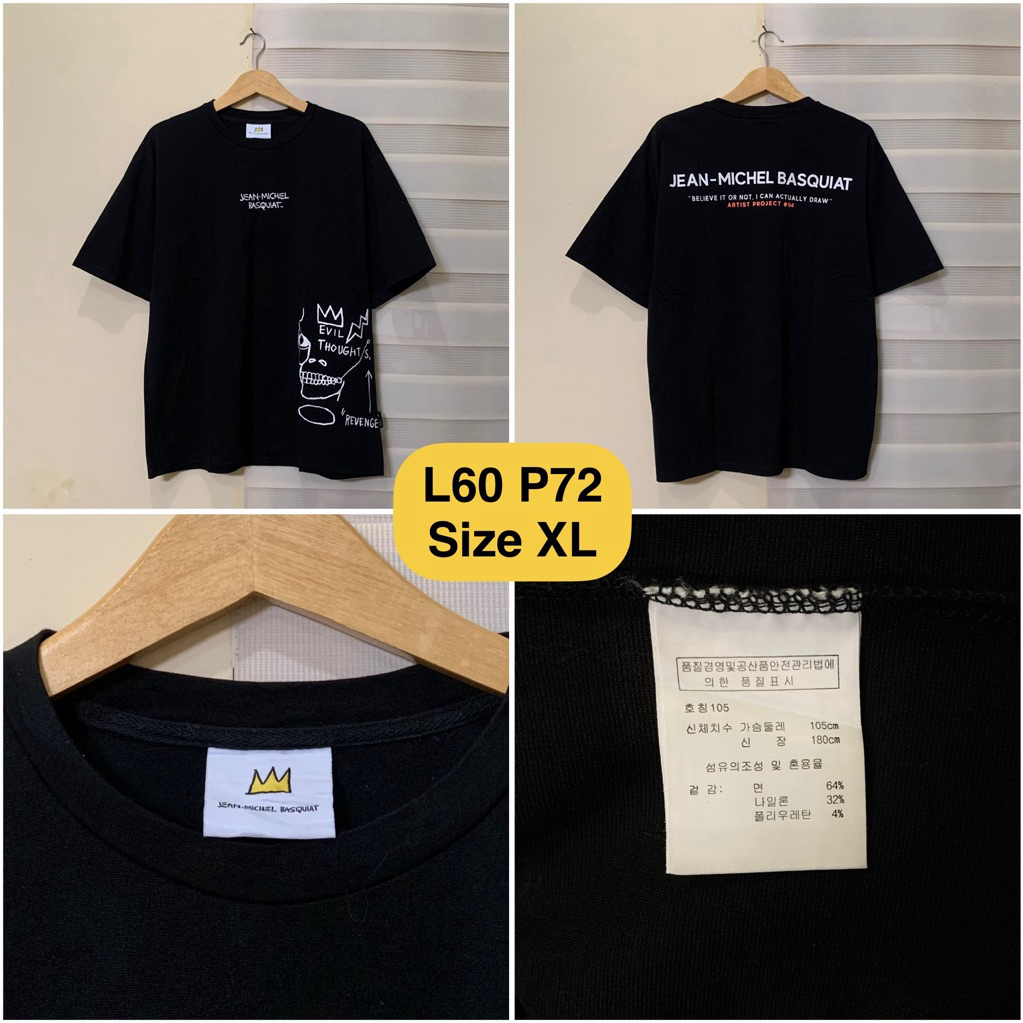 JEAN-MICHEL
BASQUIAT™
EVIL
THOUGHTS.
"REVENGE
JEAN-MICHEL BASQUIAT
"BELIEVE IT OR NOT, I CAN ACTUALLY DRAW"
ARTIST PROJECT #04
L60 P72
Size XL
JEAN-MICHEL BASQUIAT
품질경영및공산품안전관리법에
의한 품질표시
호칭105
신체치수 가슴둘레 105cm
신 장 180cm
섬유의조성 및 혼용율
겉감: 면 64%
나일론 32%
폴리우레탄 4%